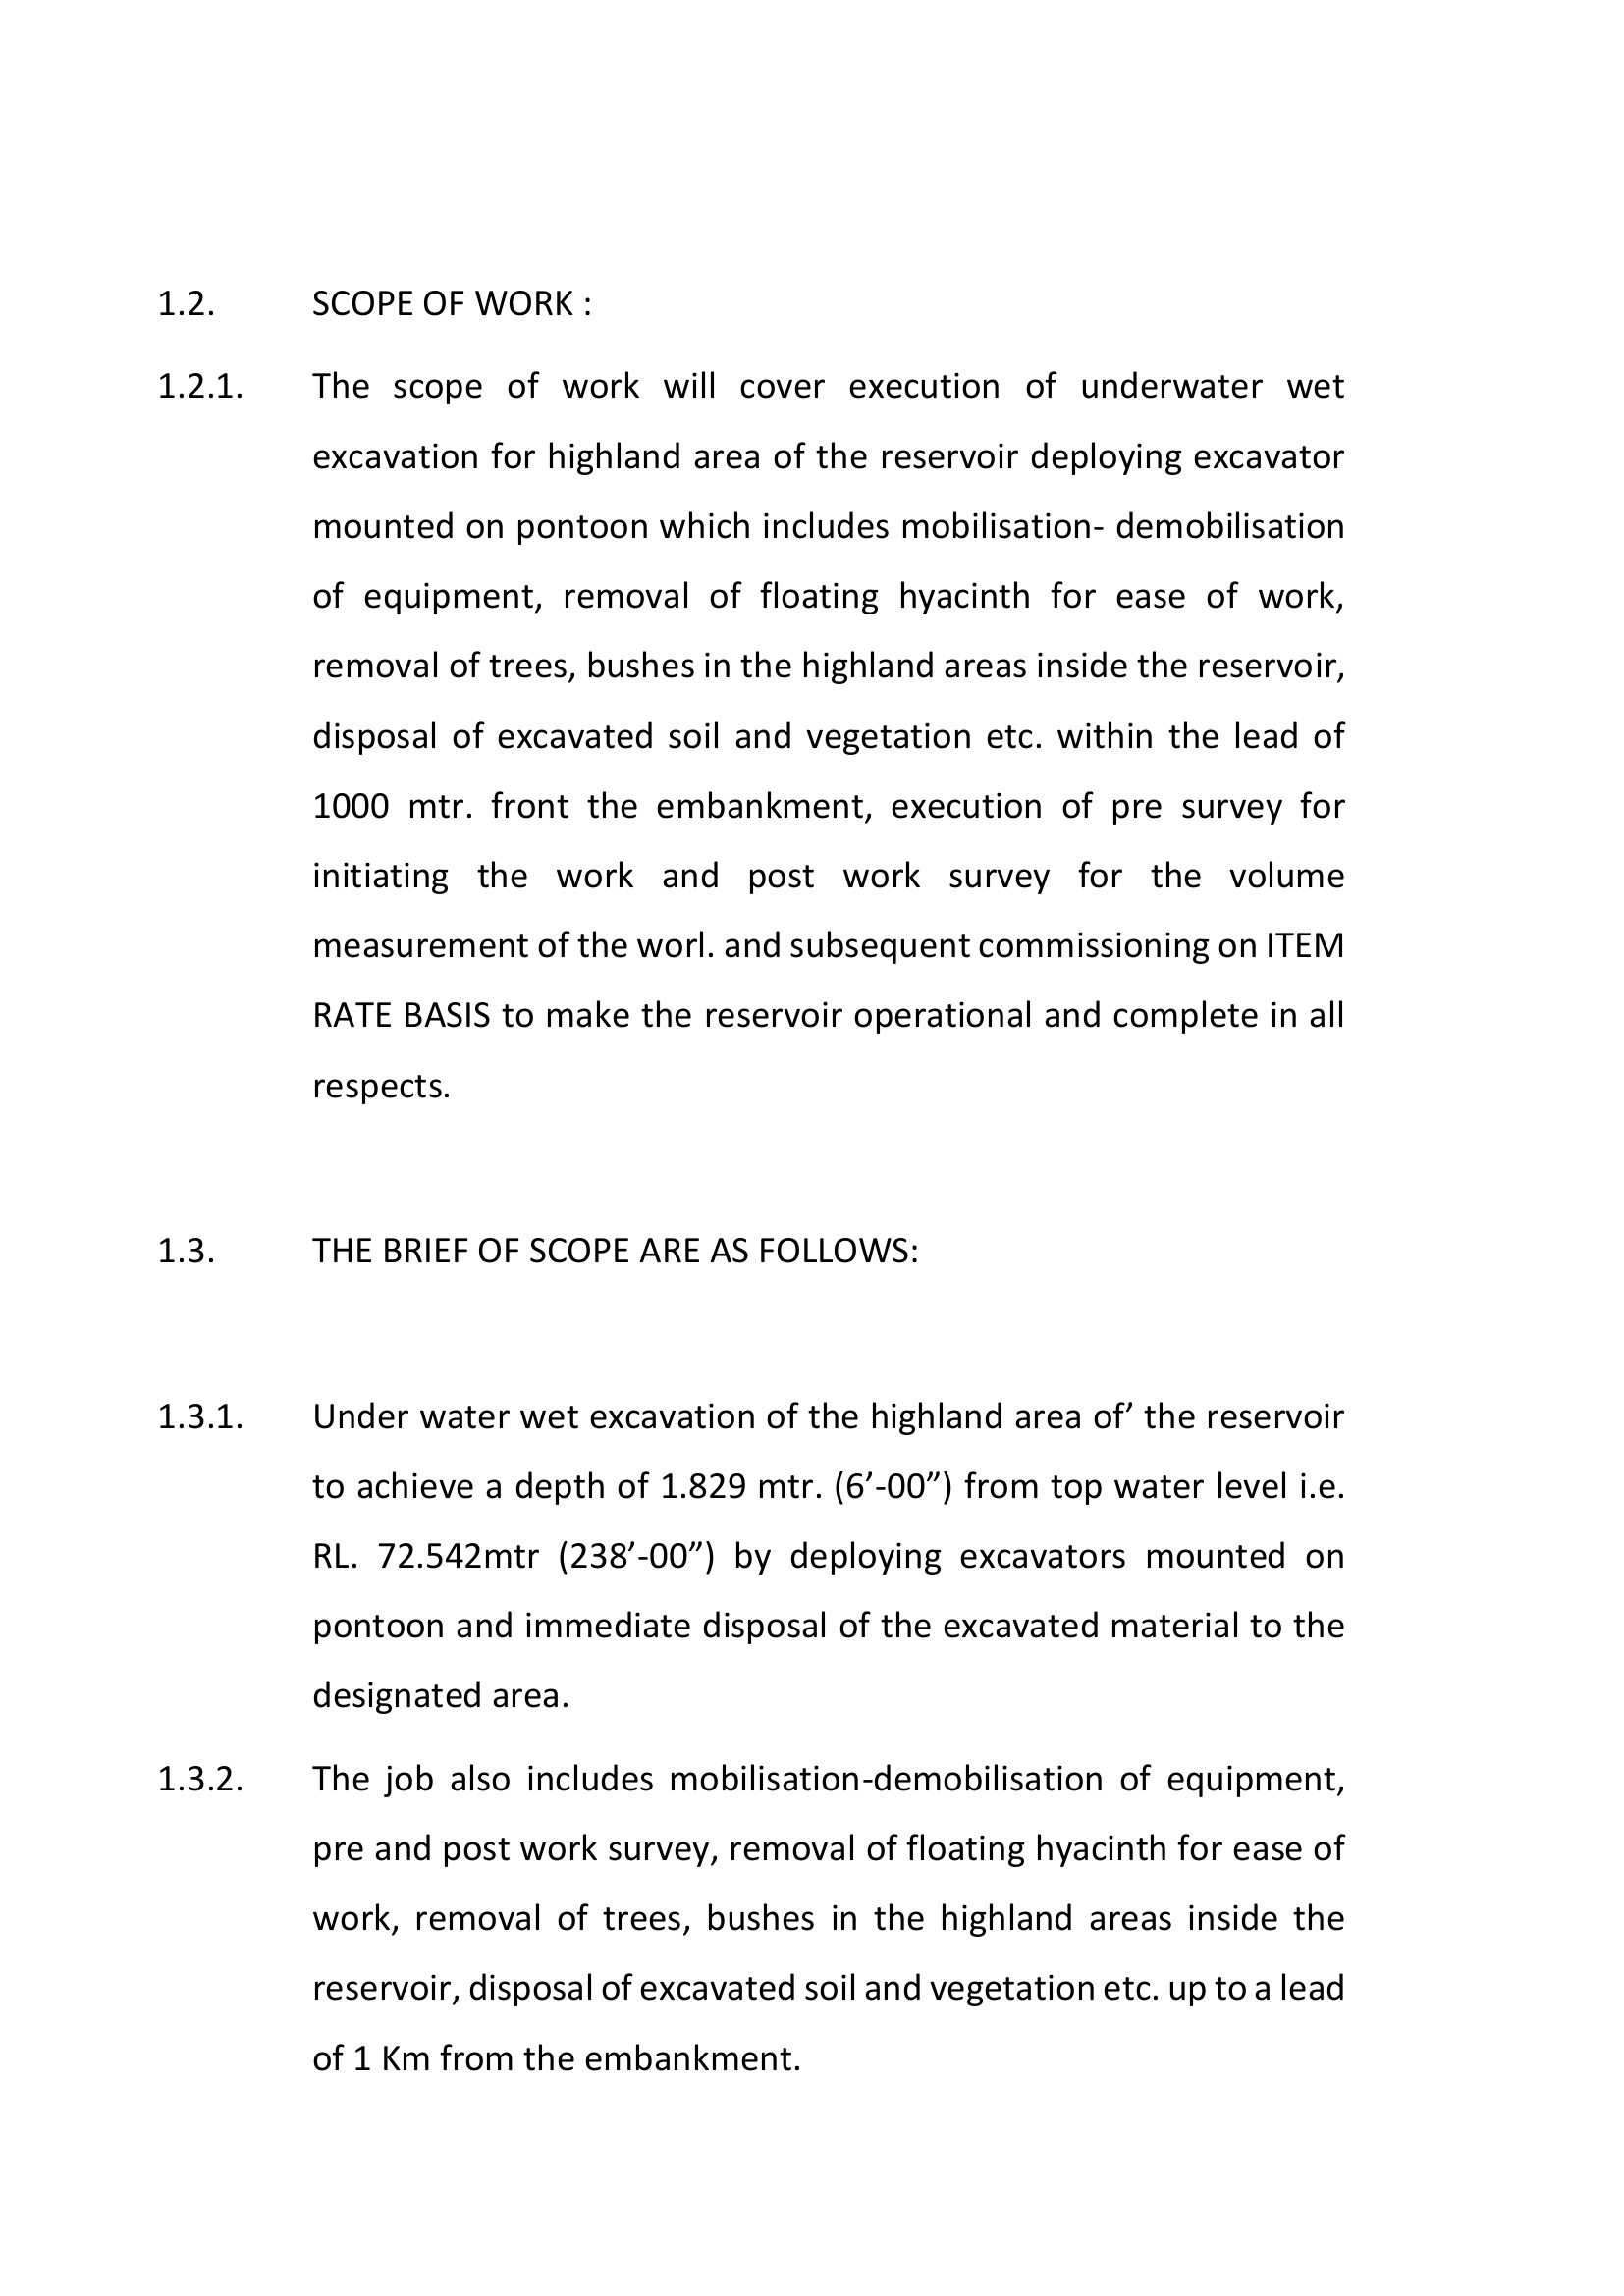 1.2. SCOPE OF WORK :
1.2.1. The scope of work will cover execution of underwater wet
excavation for highland area of the reservoir deploying excavator
mounted on pontoon which includes mobilisation- demobilisation
of equipment, removal of floating hyacinth for ease of work,
removal of trees, bushes in the highland areas inside the reservoir,
disposal of excavated soil and vegetation etc. within the lead of
1000 mtr. front the embankment, execution of pre survey for
initiating the work and post work survey for the volume
measurement of the worl. and subsequent commissioning on ITEM
RATE BASIS to make the reservoir operational and complete in all
respects.
1.3. THE BRIEF OF SCOPE ARE AS FOLLOWS:
1.3.1. Under water wet excavation of the highland area of’ the reservoir
to achieve a depth of 1.829 mtr. (6’-00”) from top water level i.e.
RL. 72.542mtr (238’-00”) by deploying excavators mounted on
pontoon and immediate disposal of the excavated material to the
designated area.
1.3.2. The job also includes mobilisation-demobilisation of equipment,
pre and post work survey, removal of floating hyacinth for ease of
work, removal of trees, bushes in the highland areas inside the
reservoir, disposal of excavated soil and vegetation etc. up to a lead
of 1 Km from the embankment.